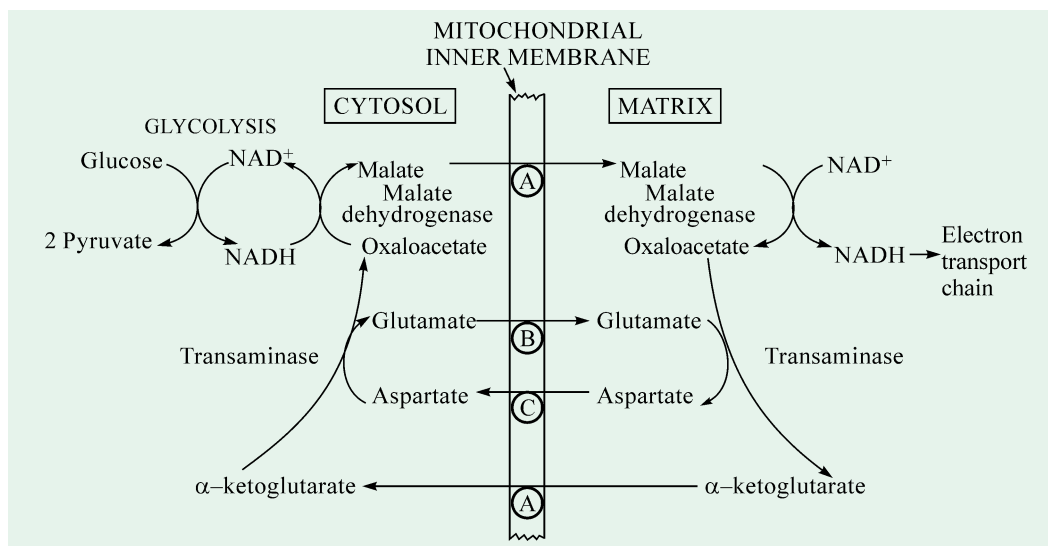 MITOCHONDRIAL
INNER MEMBRANE
CYTOSOL
MATRIX
GLYCOLYSIS
Glucose
NAD+
Malate
A
Malate
NAD+
Malate
dehydrogenase
Malate
dehydrogenase
2 Pyruvate
NADH
Oxaloacetate
Oxaloacetate
NADH
Electron
transport
chain
Glutamate
B
Glutamate
Transaminase
Transaminase
Aspartate
C
Aspartate
α–ketoglutarate
A
α–ketoglutarate